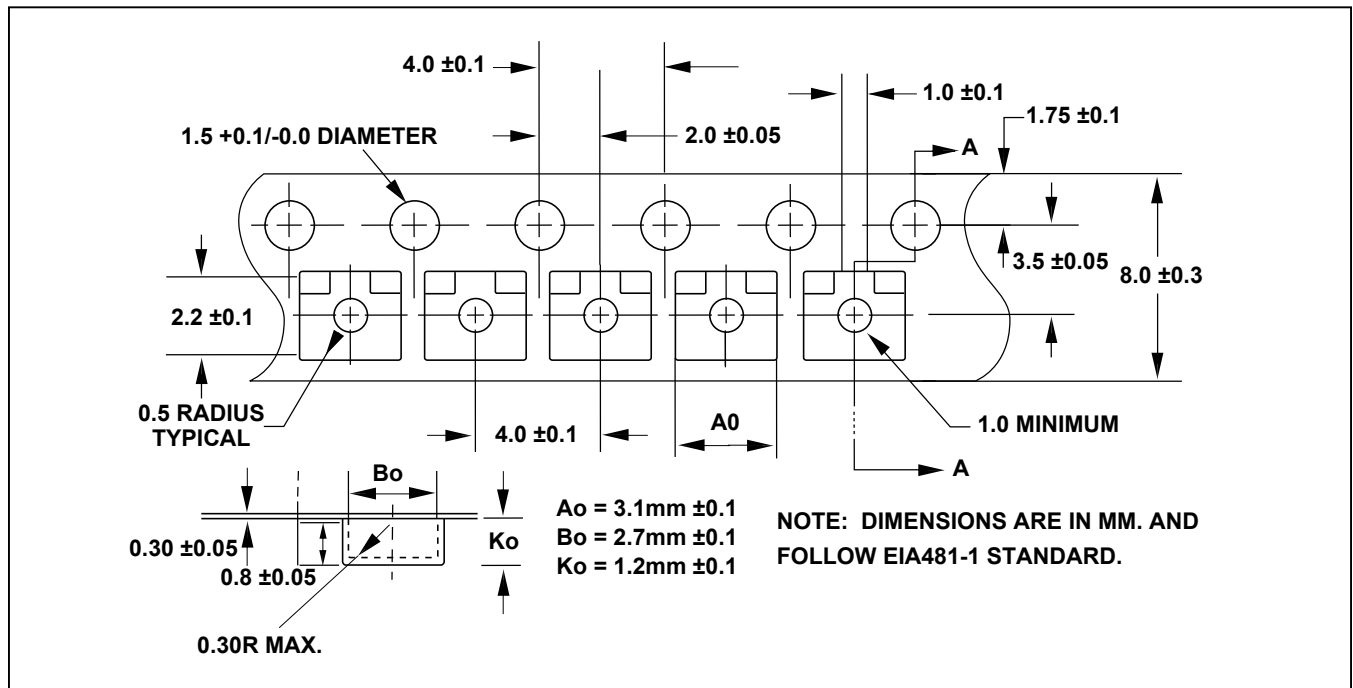 4.0 ±0.1
1.0 ±0.1
1.75 ±0.1
1.5 +0.1/-0.0 DIAMETER
2.0 ±0.05
A
3.5 ±0.05
8.0 ±0.3
2.2 ±0.1
0.5 RADIUS
TYPICAL
4.0 ±0.1
A0
1.0 MINIMUM
A
Bo
Ko
0.30 ±0.05
0.8 ±0.05
0.30R MAX.
Ao = 3.1mm ±0.1
Bo = 2.7mm ±0.1
Ko = 1.2mm ±0.1
NOTE: DIMENSIONS ARE IN MM. AND
FOLLOW EIA481-1 STANDARD.